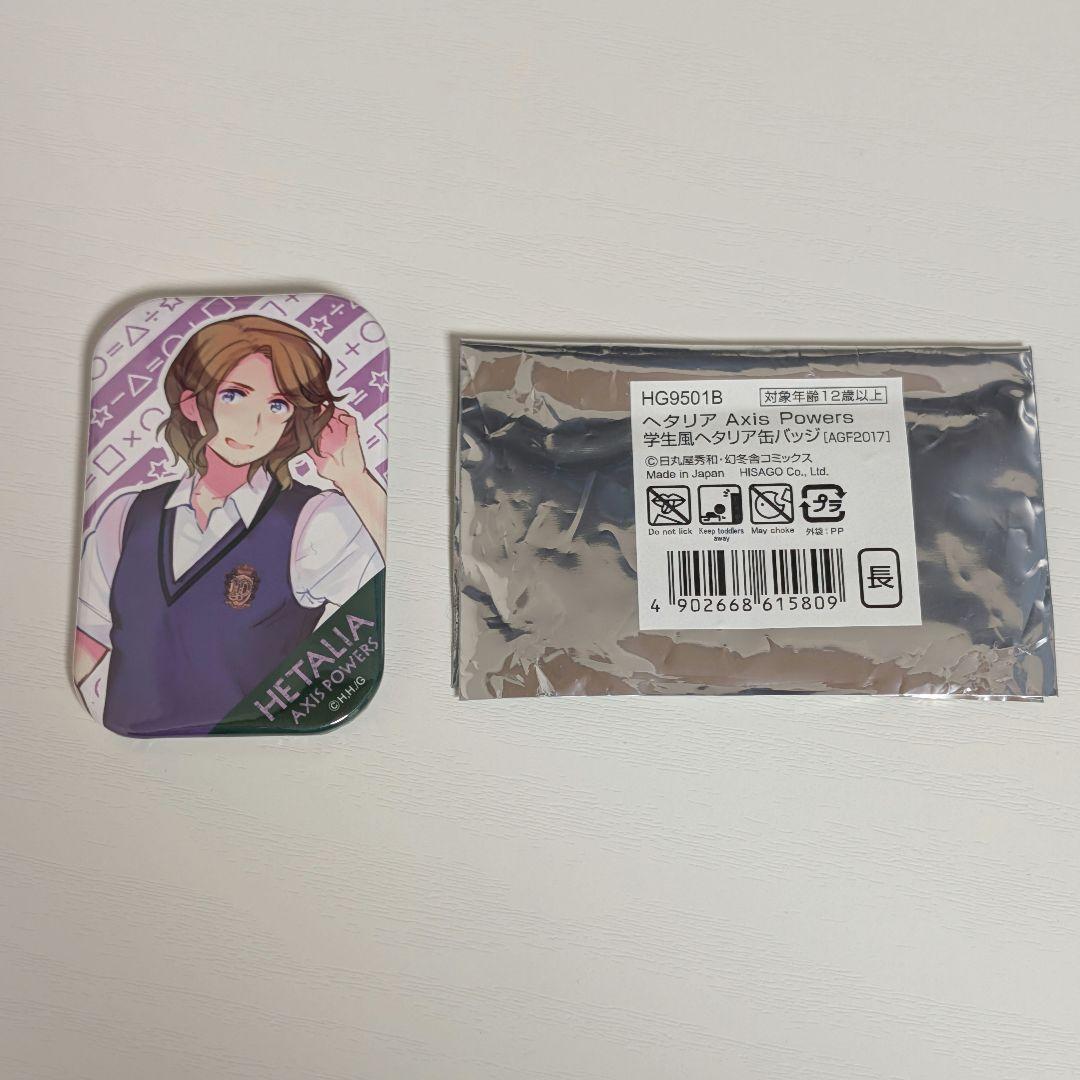 HETALIA
AXIS POWERS
©H.H./G
HG9501B 対象年齢12歳以上
ヘタリア Axis Powers
学生風ヘタリア缶バッジ[AGF2017]
©日丸屋秀和・幻冬舎コミックス
Made in Japan HISAGO Co., Ltd.
Do not lick Keep toddlers away May choke プラ 外袋:PP
4 902668 615809
長